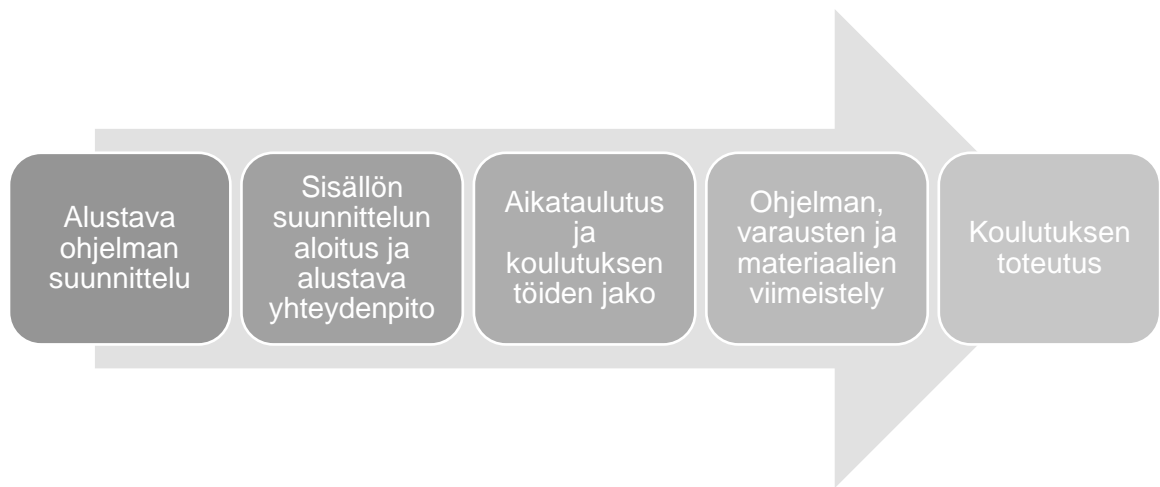 Alustava
ohjelman
suunnittelu
Sisällön
suunnittelun
aloitus ja
alustava
yhteydenpito
Aikataulutus
ja
koulutuksen
töiden jako
Ohjelman,
varausten ja
materiaalien
viimeistely
Koulutuksen
toteutus